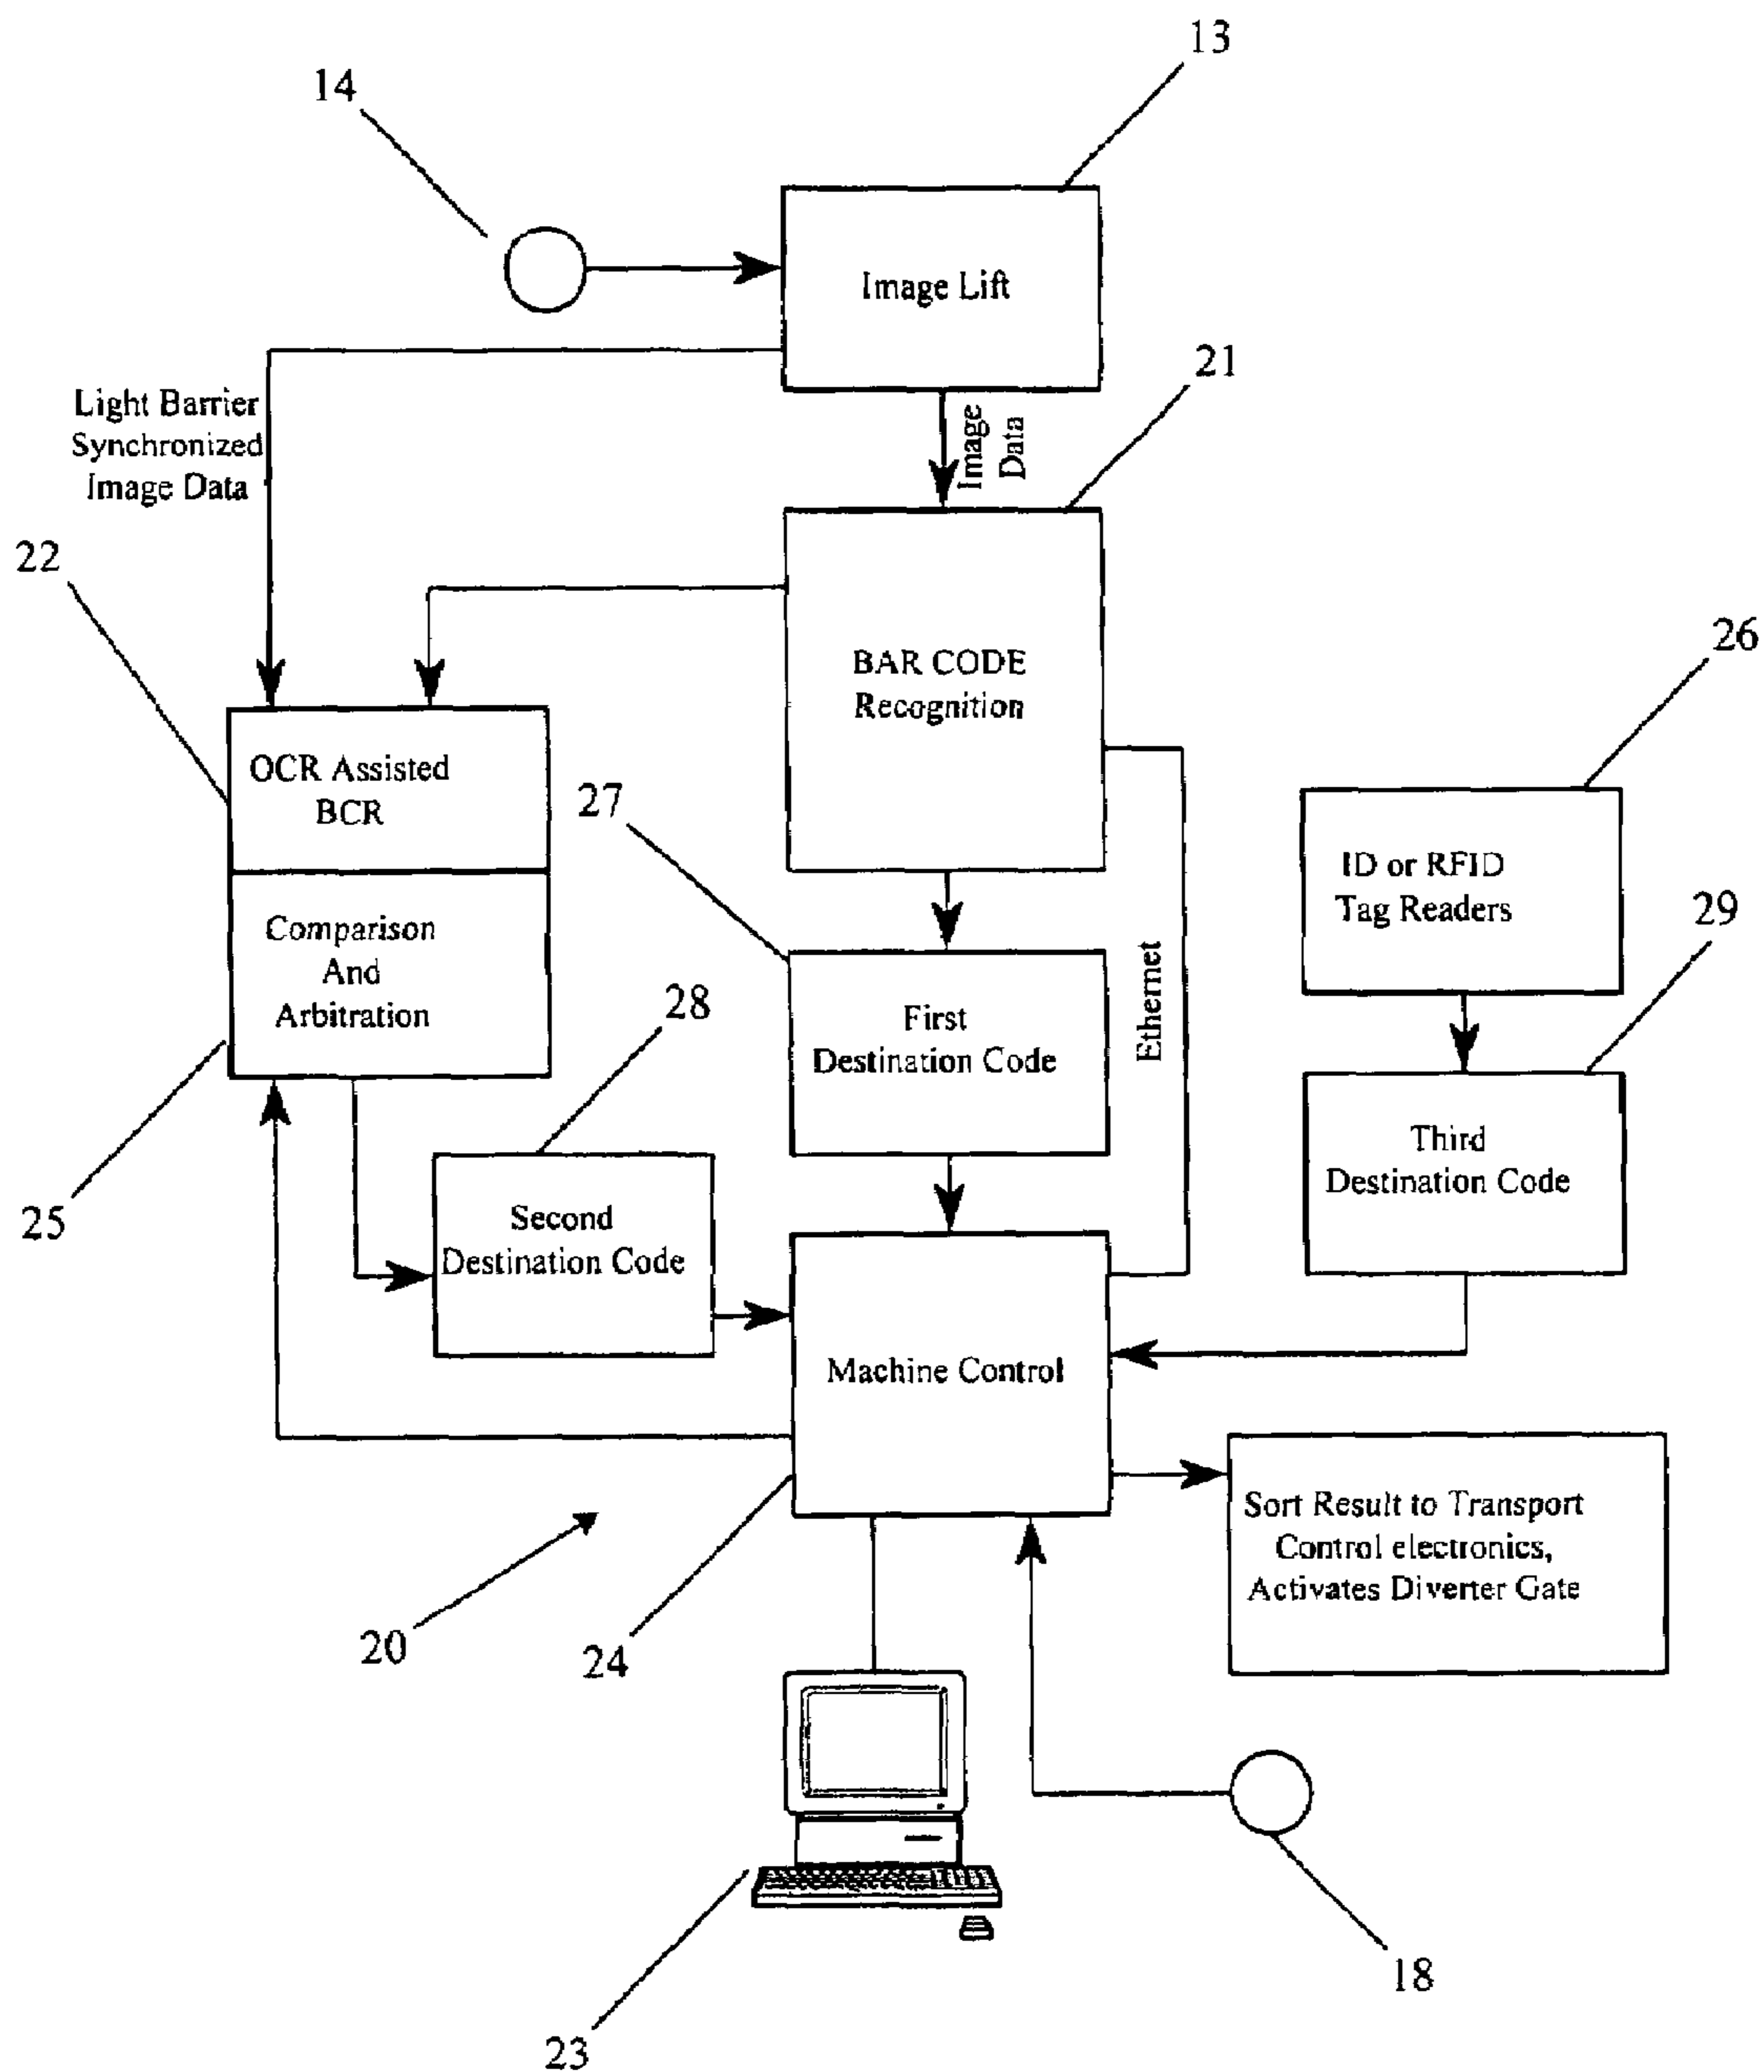 13
14
Image Lift
21
Light Barrier
Synchronized
Image Data
Image
Data
22
BAR CODE
Recognition
26
OCR Assisted
BCR
27
ID or RFID
Tag Readers
29
Comparison
And
Arbitration
28
First
Destination Code
Ethernet
Third
Destination Code
25
Second
Destination Code
Machine Control
Sort Result to Transport
Control electronics,
Activates Diverter Gate
20
24
23
18